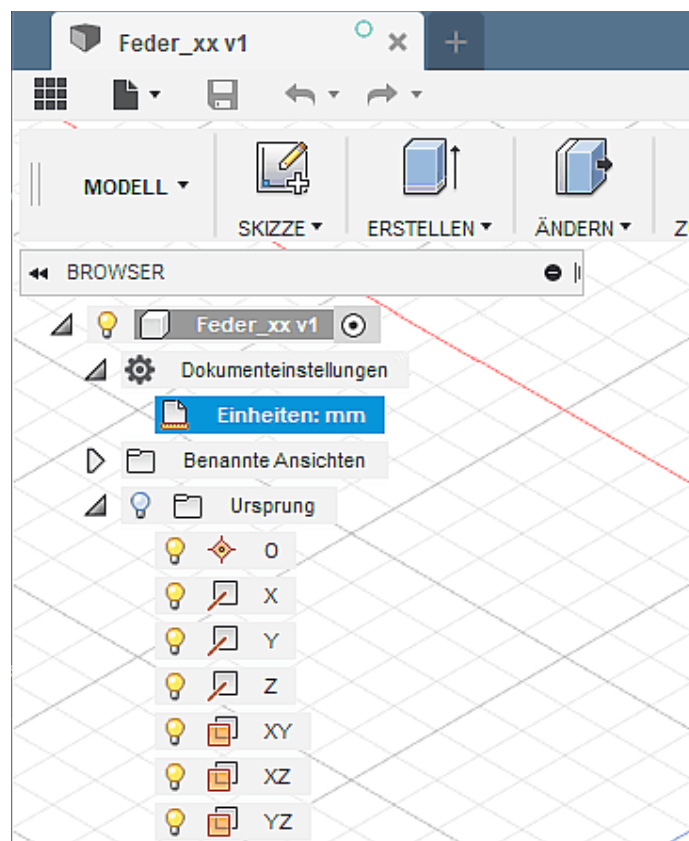 Feder_xx v1
MODELL
SKIZZE
ERSTELLEN
ÄNDERN
BROWSER
Feder_xx v1
Dokumenteinstellungen
Einheiten: mm
Benannte Ansichten
Ursprung
O
X
Y
Z
XY
XZ
YZ